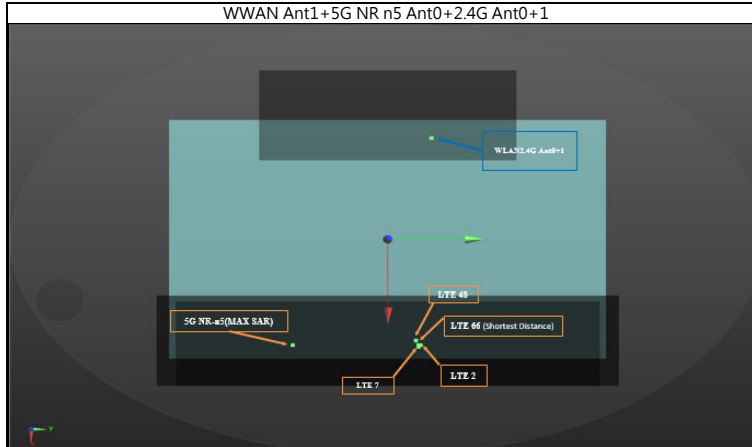 WWAN Ant1+5G NR n5 Ant0+2.4G Ant0+1
WLAN2.4G Ant0+1
LTE 48
5G NR-n5(MAX SAR)
LTE 66 (Shortest Distance)
LTE 7
LTE 2
Y